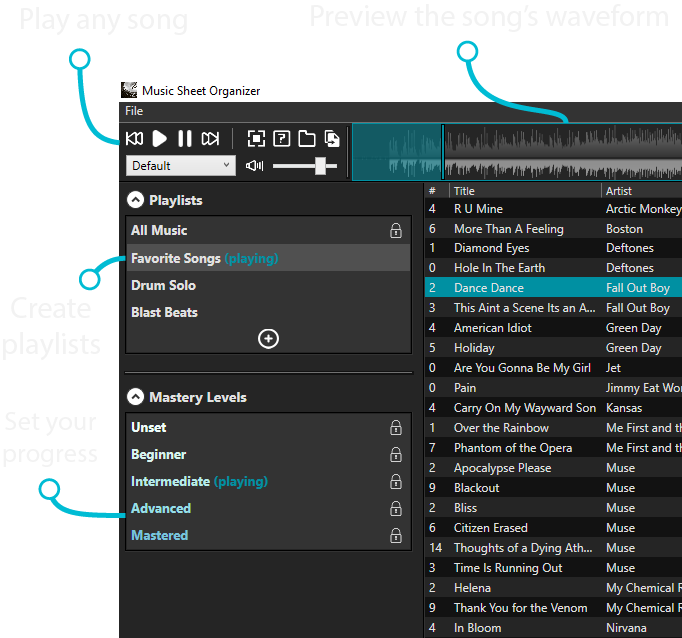 Play any song
Preview the song's waveform
Music Sheet Organizer
File
Default
Playlists
All Music
Favorite Songs (playing)
Drum Solo
Blast Beats
Create
playlists
Mastery Levels
Set your
progress
Unset
Beginner
Intermediate (playing)
Advanced
Mastered
# Title Artist
4 R U Mine Arctic Monkey
6 More Than A Feeling Boston
1 Diamond Eyes Deftones
0 Hole In The Earth Deftones
2 Dance Dance Fall Out Boy
3 This Aint a Scene Its an A... Fall Out Boy
4 American Idiot Green Day
5 Holiday Green Day
0 Are You Gonna Be My Girl Jet
0 Pain Jimmy Eat Wor
4 Carry On My Wayward Son Kansas
1 Over the Rainbow Me First and th
7 Phantom of the Opera Me First and th
2 Apocalypse Please Muse
9 Blackout Muse
2 Bliss Muse
6 Citizen Erased Muse
14 Thoughts of a Dying Ath... Muse
3 Time Is Running Out Muse
2 Helena My Chemical R
9 Thank You for the Venom My Chemical R
4 In Bloom Nirvana